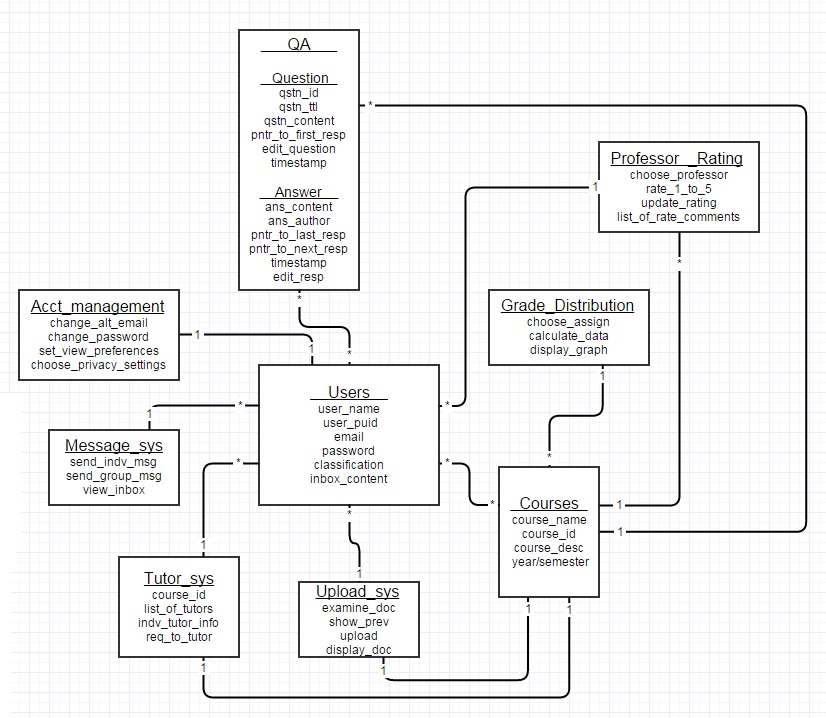 QA
Question
qstn_id
qstn_ttl
qstn_content
pntr_to_first_resp
edit_question
timestamp
Answer
ans_content
ans_author
pntr_to_last_resp
pntr_to_next_resp
timestamp
edit_resp
*
*
*
Professor _Rating
choose_professor
rate_1_to_5
update_rating
list_of_rate_comments
1
*
Acct_management
change_alt_email
change_password
set_view_preferences
choose_privacy_settings
1
1
Grade_Distribution
choose_assign
calculate_data
display_graph
1
*
Users
user_name
user_puid
email
password
classification
inbox_content
*
*
*
*
*
Message_sys
send_indv_msg
send_group_msg
view_inbox
1
Courses
course_name
course_id
course_desc
year/semester
*
1
1
1
1
Tutor_sys
course_id
list_of_tutors
indv_tutor_info
req_to_tutor
1
1
Upload_sys
examine_doc
show_prev
upload
display_doc
1
1